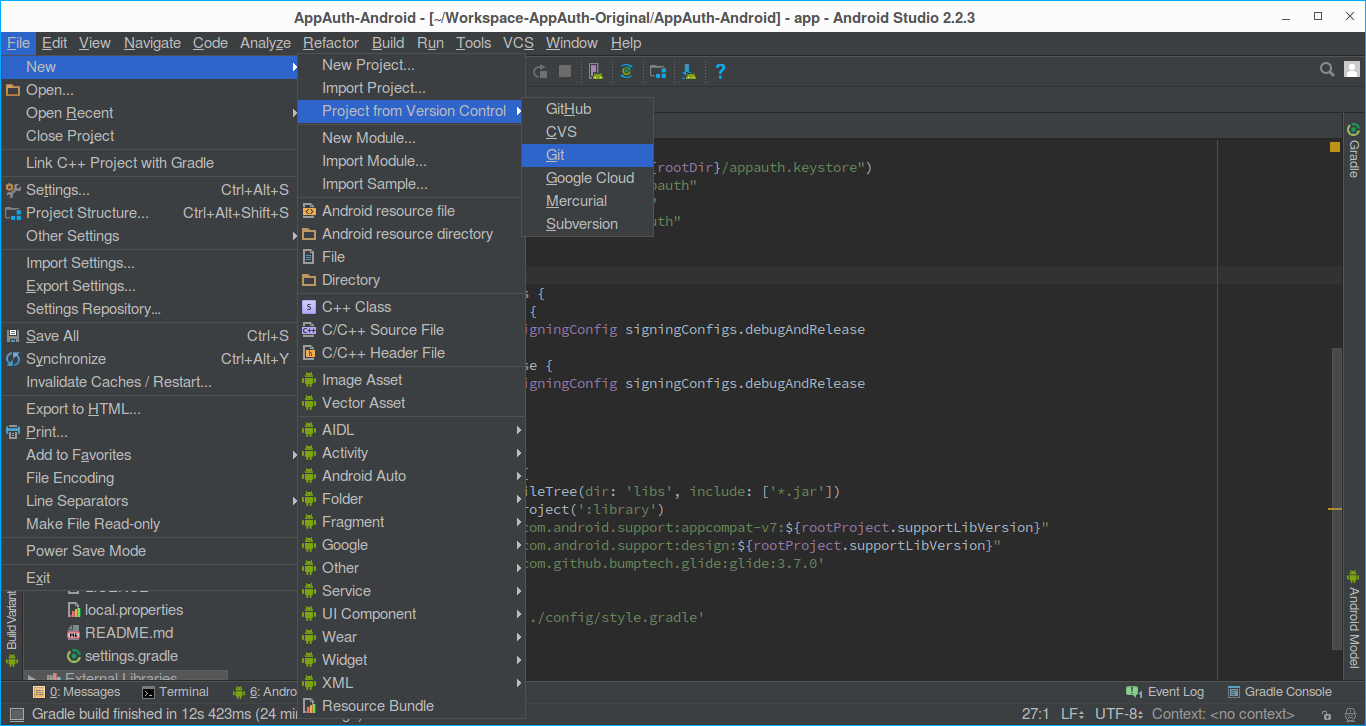 AppAuth-Android - [~/Workspace-AppAuth-Original/AppAuth-Android] - app - Android Studio 2.2.3
File Edit View Navigate Code Analyze Refactor Build Run Tools VCS Window Help
New
Open...
Open Recent
Close Project
Link C++ Project with Gradle
Settings... Ctrl+Alt+S
Project Structure... Ctrl+Alt+Shift+S
Other Settings
Import Settings...
Export Settings...
Settings Repository...
Save All Ctrl+S
Synchronize Ctrl+Alt+Y
Invalidate Caches / Restart...
Export to HTML...
Print...
Add to Favorites
File Encoding
Line Separators
Make File Read-only
Power Save Mode
Exit
New Project...
Import Project...
Project from Version Control
New Module...
Import Module...
Import Sample...
Android resource file
Android resource directory
File
Directory
C++ Class
C/C++ Source File
C/C++ Header File
Image Asset
Vector Asset
AIDL
Activity
Android Auto
Folder
Fragment
Google
Other
Service
UI Component
Wear
Widget
XML
Resource Bundle
GitHub
CVS
Git
Google Cloud
Mercurial
Subversion
{rootDir}/appauth.keystore")
pauth"
"
th"
s {
{
igningConfig signingConfigs.debugAndRelease
se {
igningConfig signingConfigs.debugAndRelease
{
ileTree(dir: 'libs', include: ['*.jar'])
roject(':library')
com.android.support:appcompat-v7:${rootProject.supportLibVersion}"
com.android.support:design:${rootProject.supportLibVersion}"
com.github.bumptech.glide:glide:3.7.0'
../config/style.gradle'
Gradle
Android Model
Build Variant
local.properties
README.md
settings.gradle
External Libraries
0: Messages Terminal 6: Andro Event Log Gradle Console
Gradle build finished in 12s 423ms (24 mi 27:1 LF UTF-8 Context: <no context>